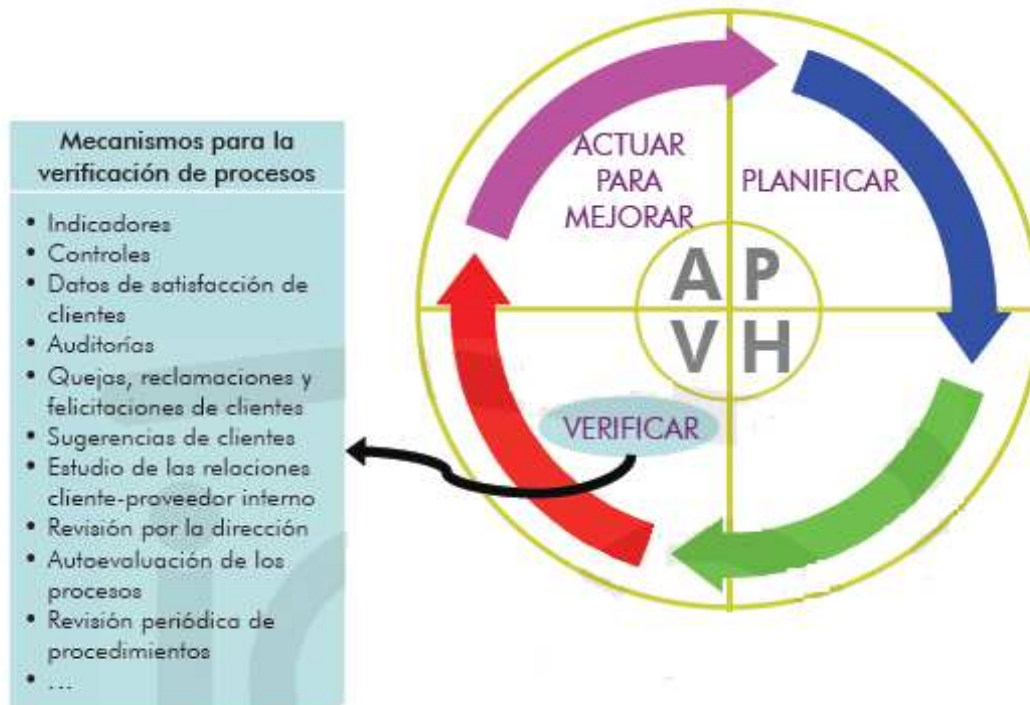 Mecanismos para la
verificación de procesos
• Indicadores
• Controles
• Datos de satisfacción de
clientes
• Auditorías
• Quejas, reclamaciones y
felicitaciones de clientes
• Sugerencias de clientes
• Estudio de las relaciones
cliente-proveedor interno
• Revisión por la dirección
• Autoevaluación de los
procesos
• Revisión periódica de
procedimientos
• ...
ACTUAR
PARA
MEJORAR
PLANIFICAR
A P
V H
VERIFICAR